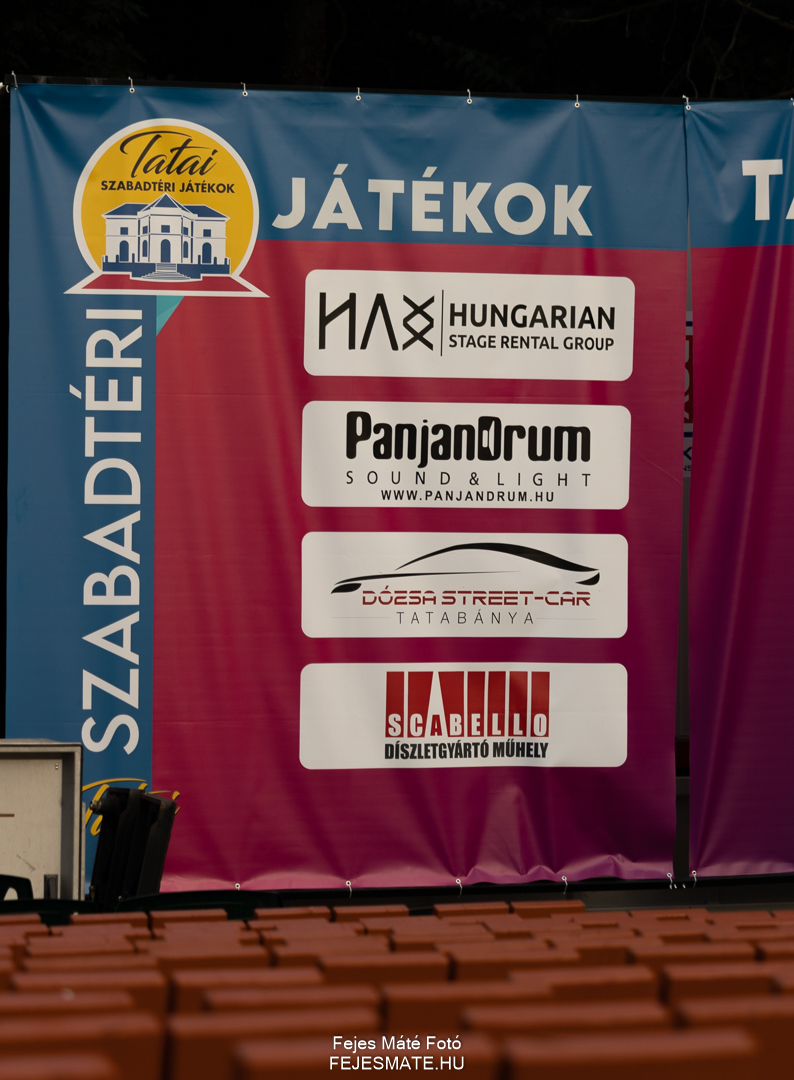 Tatai
SZABADTÉRI JÁTÉKOK
JÁTÉKOK
SZABADTÉRI
HUNGARIAN
STAGE RENTAL GROUP
PanjanDrum
SOUND & LIGHT
WWW.PANJANDRUM.HU
DÓZSA STREET-CAR
TATABÁNYA
SCABELLO
DÍSZLETGYÁRTÓ MŰHELY
Fejes Máté Fotó
FEJESMATE.HU